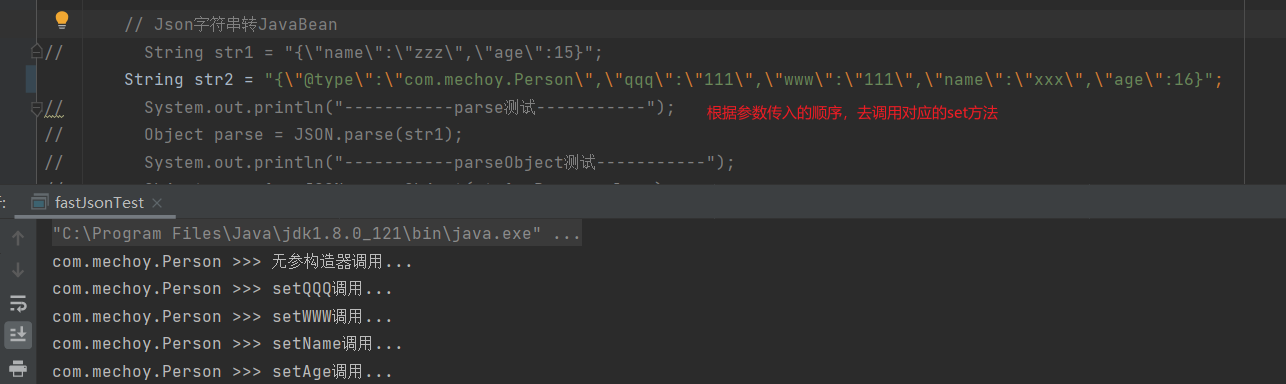 // Json字符串转JavaBean
// String str1 = "{\"name\":\"zzz\",\"age\":15}";
String str2 = "{\"@type\":\"com.mechoy.Person\",\"qqq\":\"111\",\"www\":\"111\",\"name\":\"xxx\",\"age\":16}";
// System.out.println("-----------parse测试-----------");
根据参数传入的顺序，去调用对应的set方法
// Object parse = JSON.parse(str1);
// System.out.println("-----------parseObject测试-----------");
fastJsonTest
"C:\Program Files\Java\jdk1.8.0_121\bin\java.exe" ...
com.mechoy.Person >>> 无参构造器调用...
com.mechoy.Person >>> setQQQ调用...
com.mechoy.Person >>> setWWW调用...
com.mechoy.Person >>> setName调用...
com.mechoy.Person >>> setAge调用...